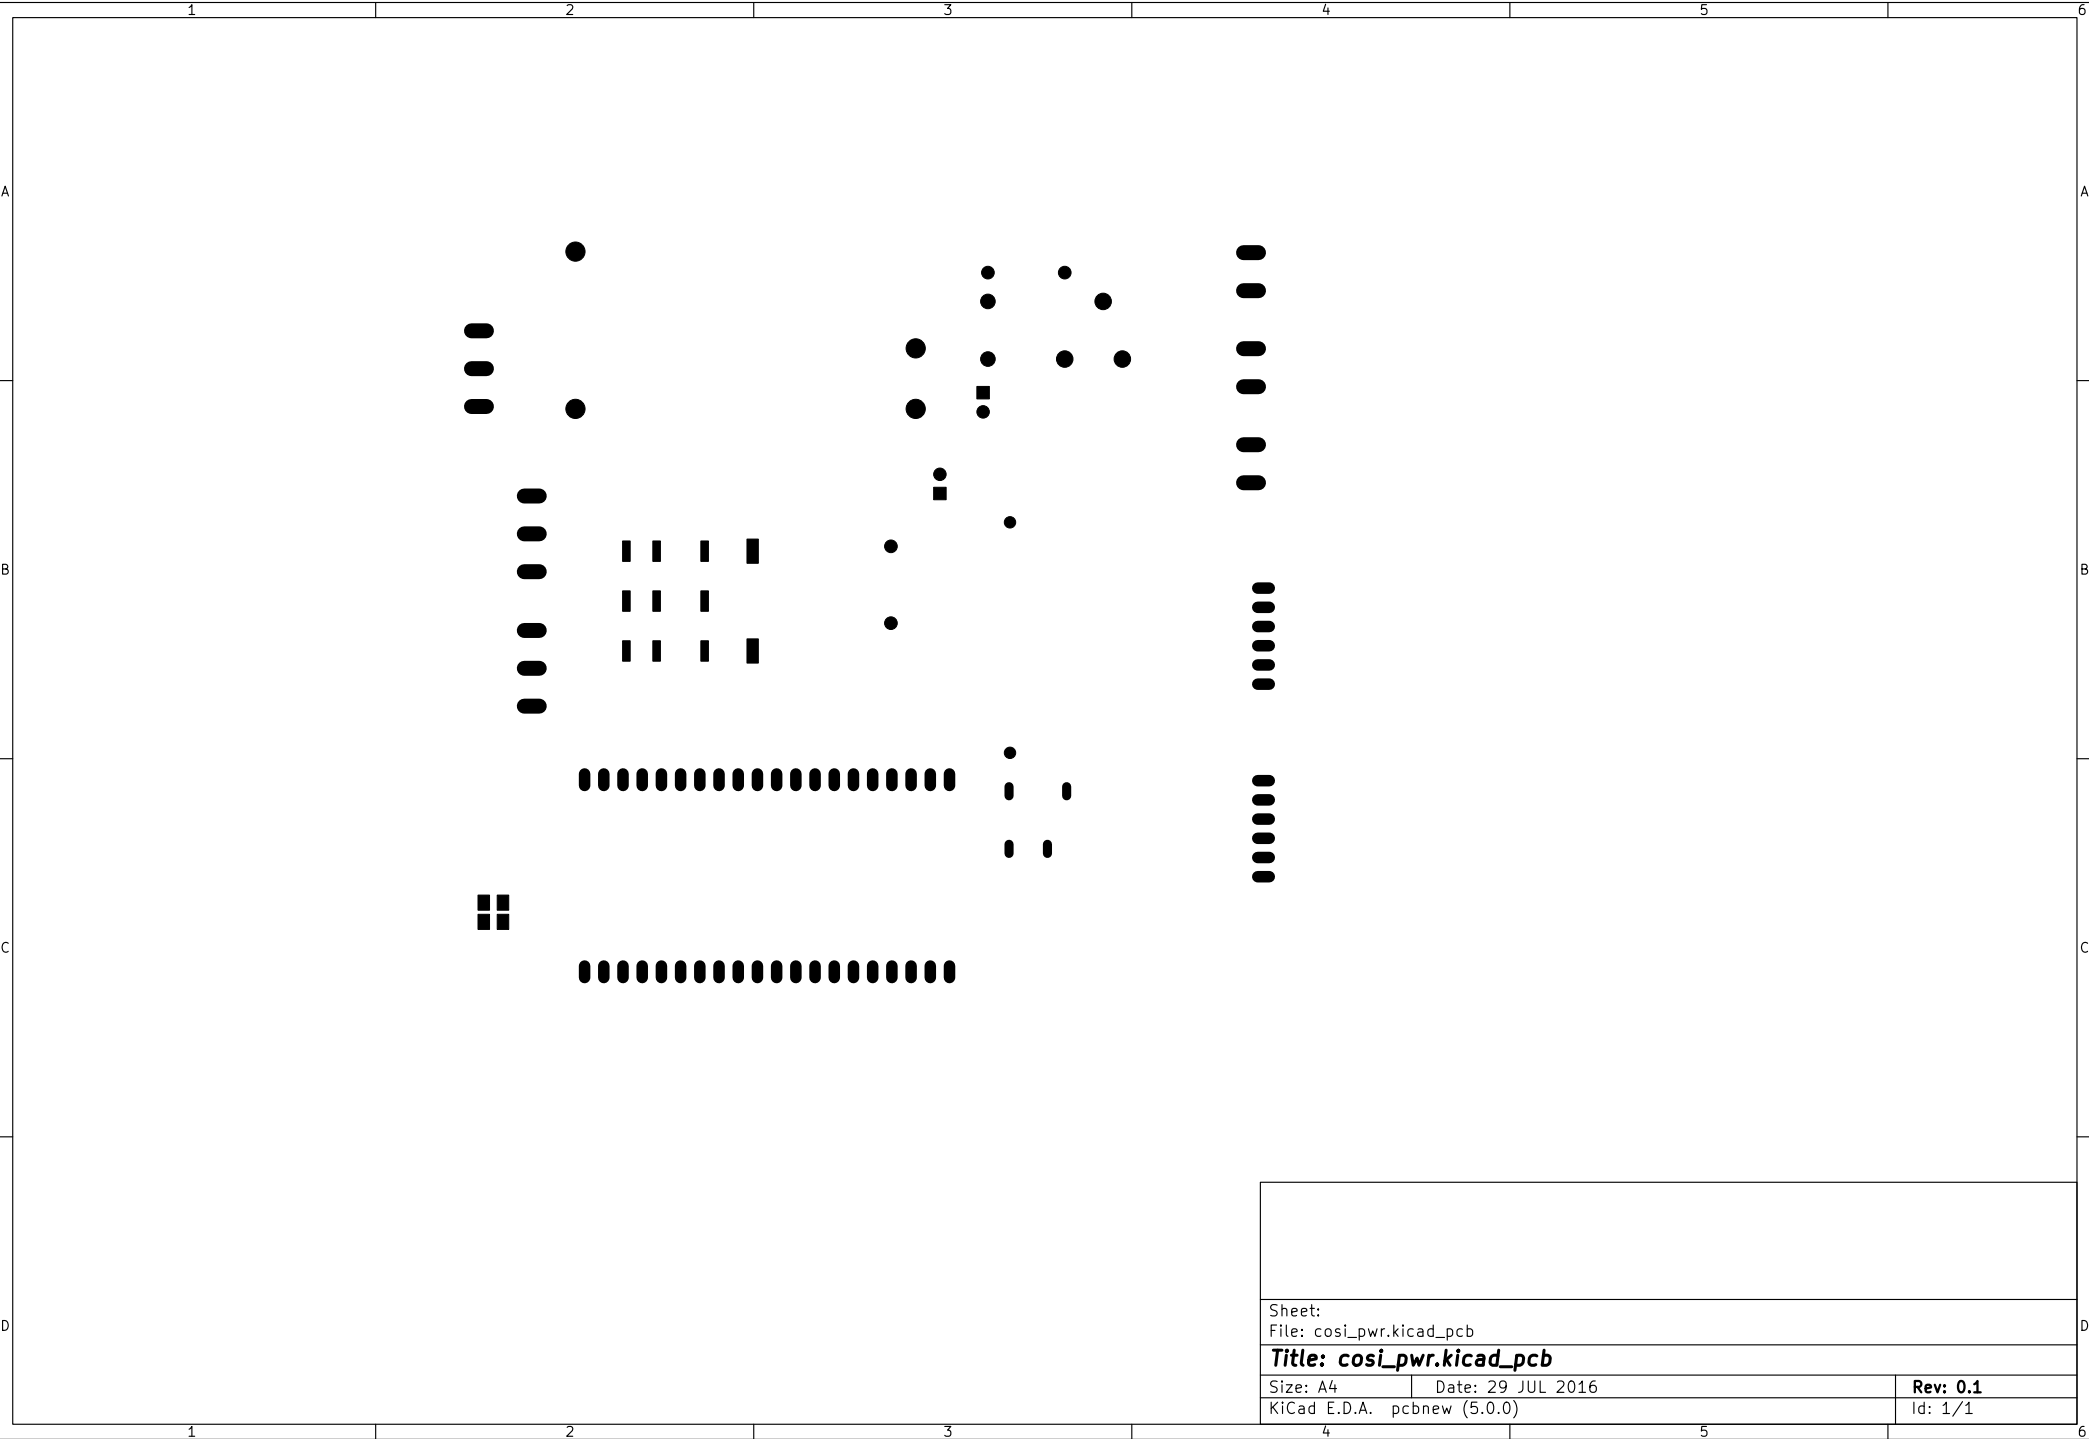 1 2 3 4 5 6
A A
B B
C C
D D
Sheet:
File: cosi_pwr.kicad_pcb
Title: cosi_pwr.kicad_pcb
Size: A4 Date: 29 JUL 2016 Rev: 0.1
KiCad E.D.A. pcbnew (5.0.0) Id: 1/1
1 2 3 4 5 6